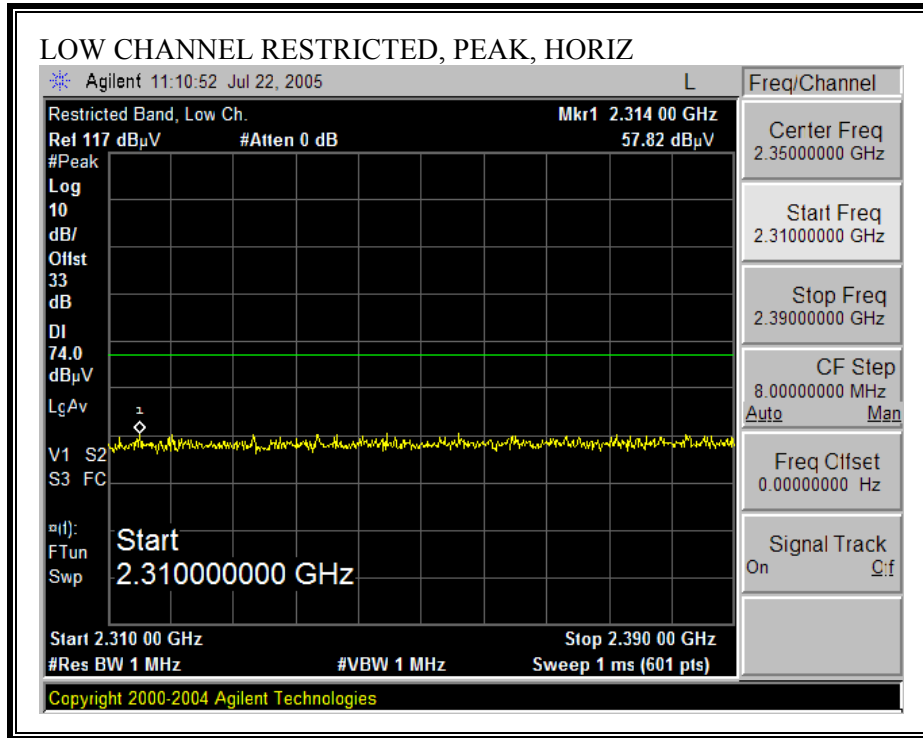 LOW CHANNEL RESTRICTED, PEAK, HORIZ
Agilent 11:10:52 Jul 22, 2005 L
Freq/Channel
Restricted Band, Low Ch. Mkr1 2.314 00 GHz
Ref 117 dBµV #Atten 0 dB 57.82 dBµV
#Peak
Log
10
dB/
Offst
33
dB
DI
74.0
dBµV
LgAv
1
V1 S2
S3 FC
¤(f):
FTun
Swp
Start
2.310000000 GHz
Start 2.310 00 GHz Stop 2.390 00 GHz
#Res BW 1 MHz #VBW 1 MHz Sweep 1 ms (601 pts)
Center Freq
2.35000000 GHz
Start Freq
2.31000000 GHz
Stop Freq
2.39000000 GHz
CF Step
8.00000000 MHz
Auto Man
Freq Offset
0.00000000 Hz
Signal Track
On Off
Copyright 2000-2004 Agilent Technologies